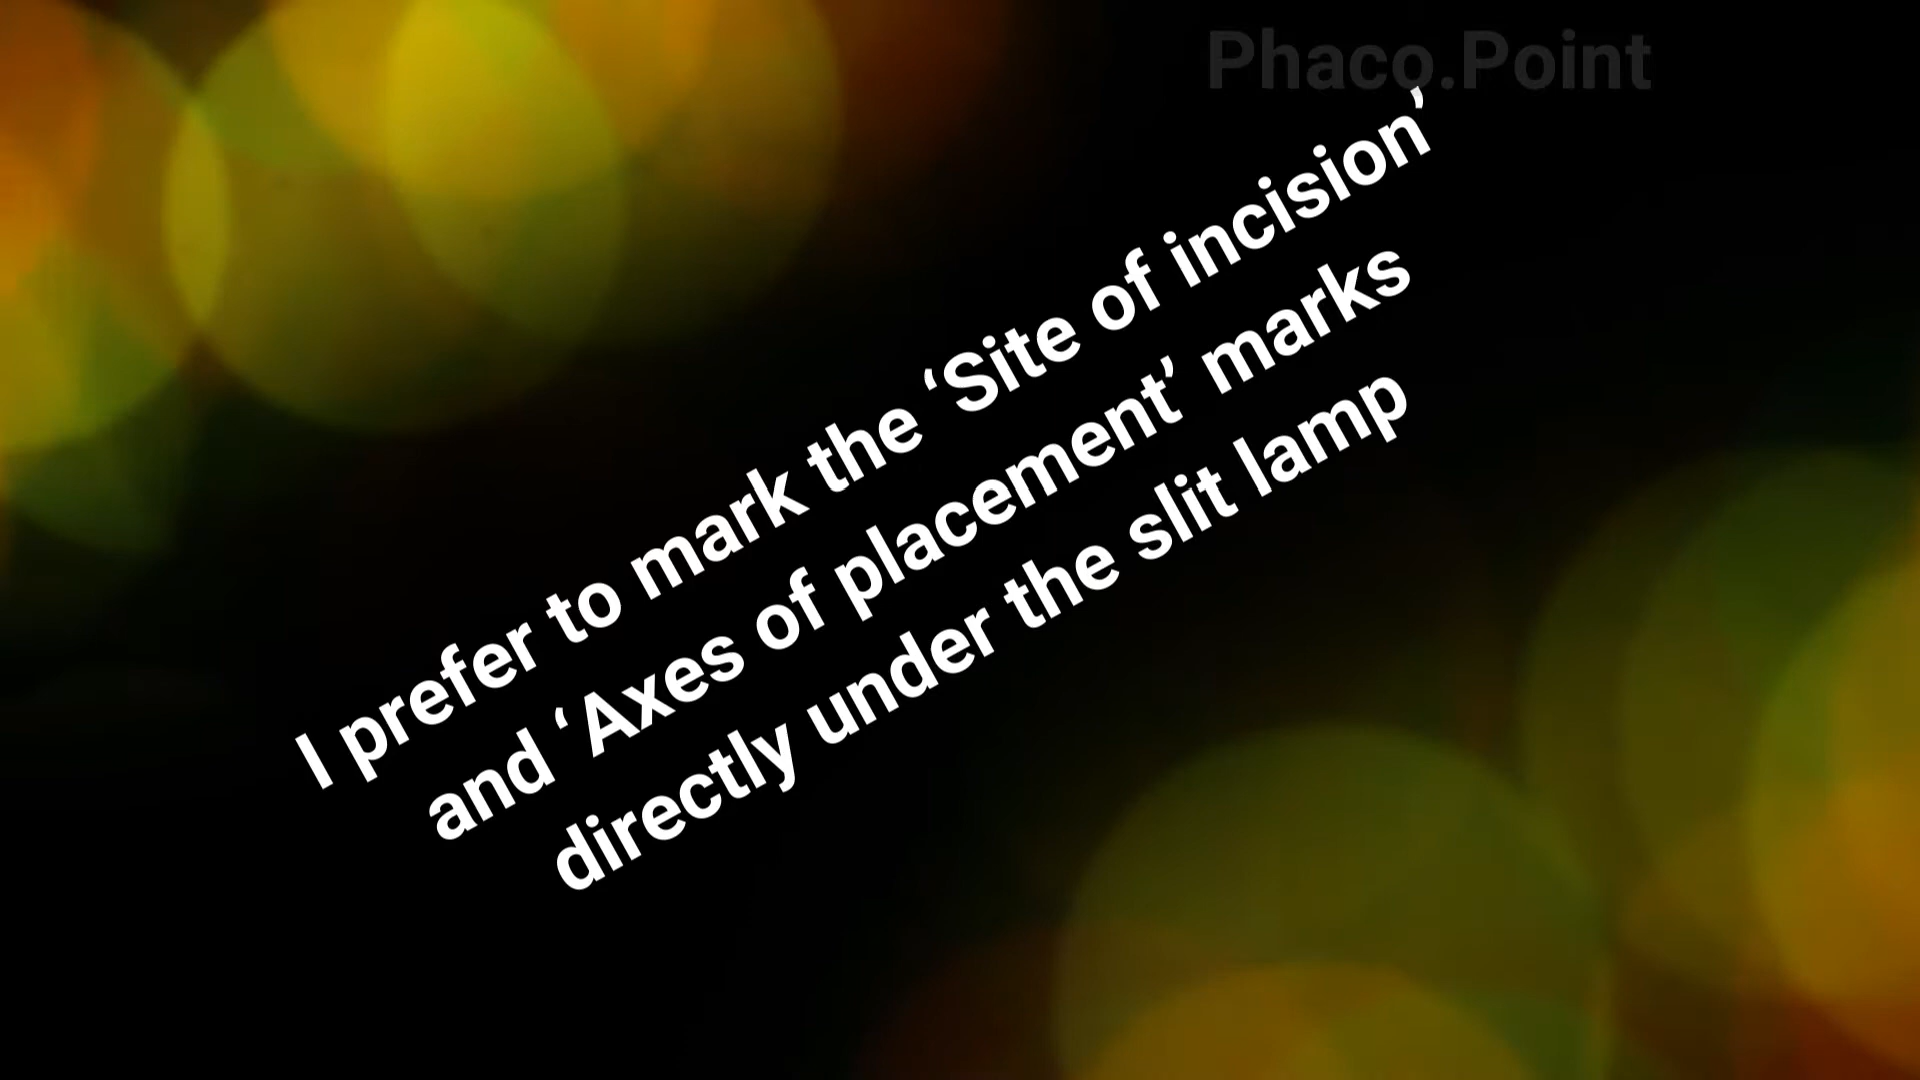 Phaco.Point
I prefer to mark the ‘Site of incision’
and ‘Axes of placement’ marks
directly under the slit lamp